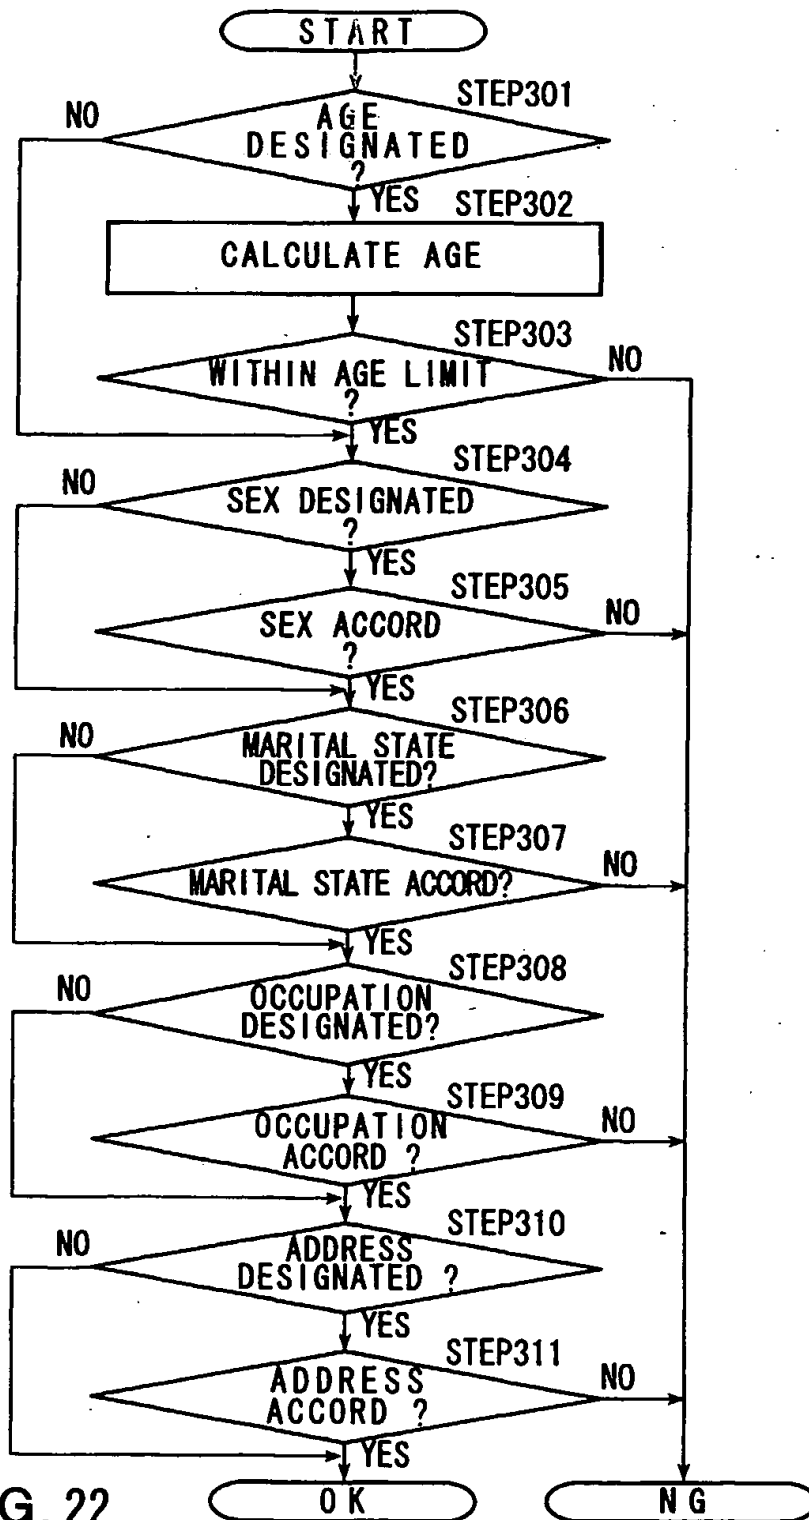 START
STEP301
NO
AGE
DESIGNATED
?
YES
STEP302
CALCULATE AGE
STEP303
NO
WITHIN AGE LIMIT
?
YES
STEP304
NO
SEX DESIGNATED
?
YES
STEP305
NO
SEX ACCORD
?
YES
STEP306
NO
MARITAL STATE
DESIGNATED?
YES
STEP307
NO
MARITAL STATE ACCORD?
YES
STEP308
NO
OCCUPATION
DESIGNATED?
YES
STEP309
NO
OCCUPATION
ACCORD ?
YES
STEP310
NO
ADDRESS
DESIGNATED ?
YES
STEP311
NO
ADDRESS
ACCORD ?
YES
G. 22
OK
NG